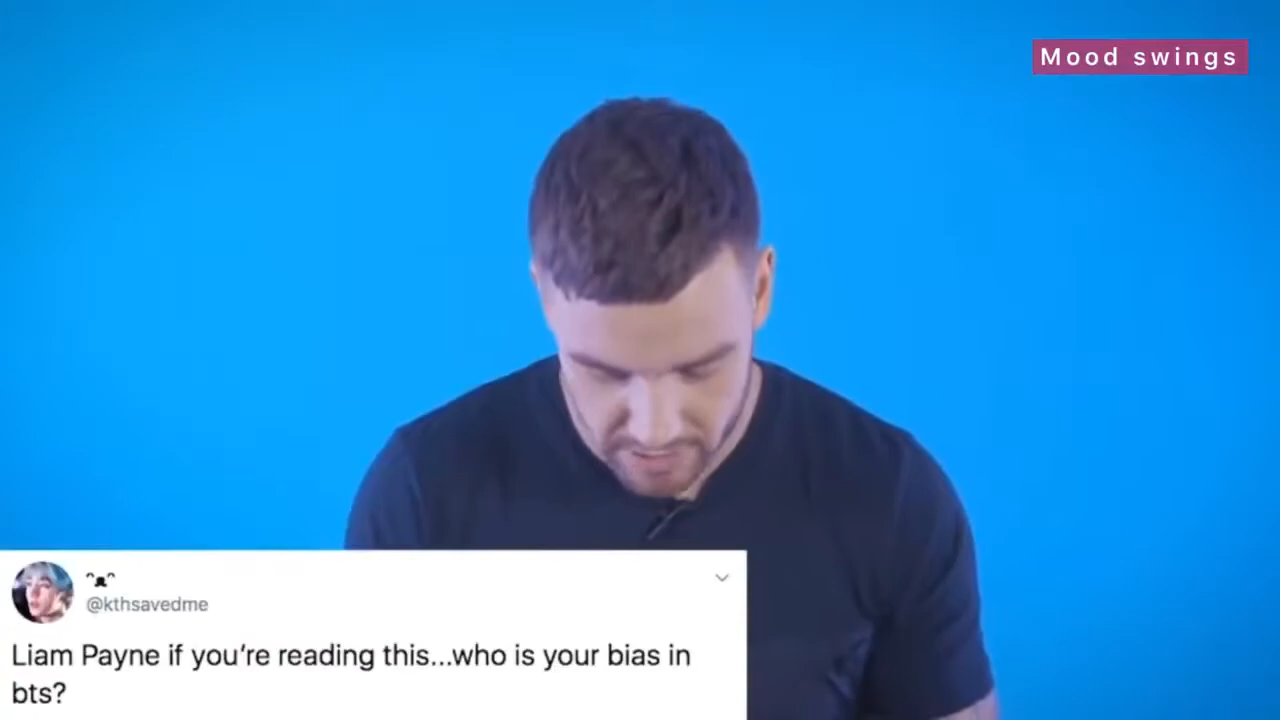 Mood swings
@kthsavedme
Liam Payne if you’re reading this...who is your bias in
bts?